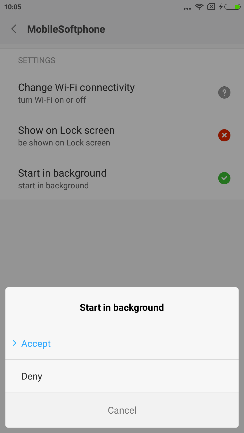 10:05
MobileSoftphone
SETTINGS
Change Wi-Fi connectivity
turn Wi-Fi on or off
Show on Lock screen
be shown on Lock screen
Start in background
start in background
Start in background
Accept
Deny
Cancel